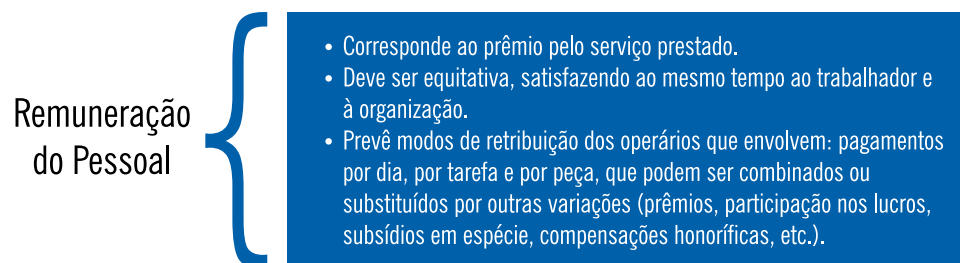 Remuneração
do Pessoal
• Corresponde ao prêmio pelo serviço prestado.
• Deve ser equitativa, satisfazendo ao mesmo tempo ao trabalhador e
à organização.
• Prevê modos de retribuição dos operários que envolvem: pagamentos
por dia, por tarefa e por peça, que podem ser combinados ou
substituídos por outras variações (prêmios, participação nos lucros,
subsídios em espécie, compensações honoríficas, etc.).